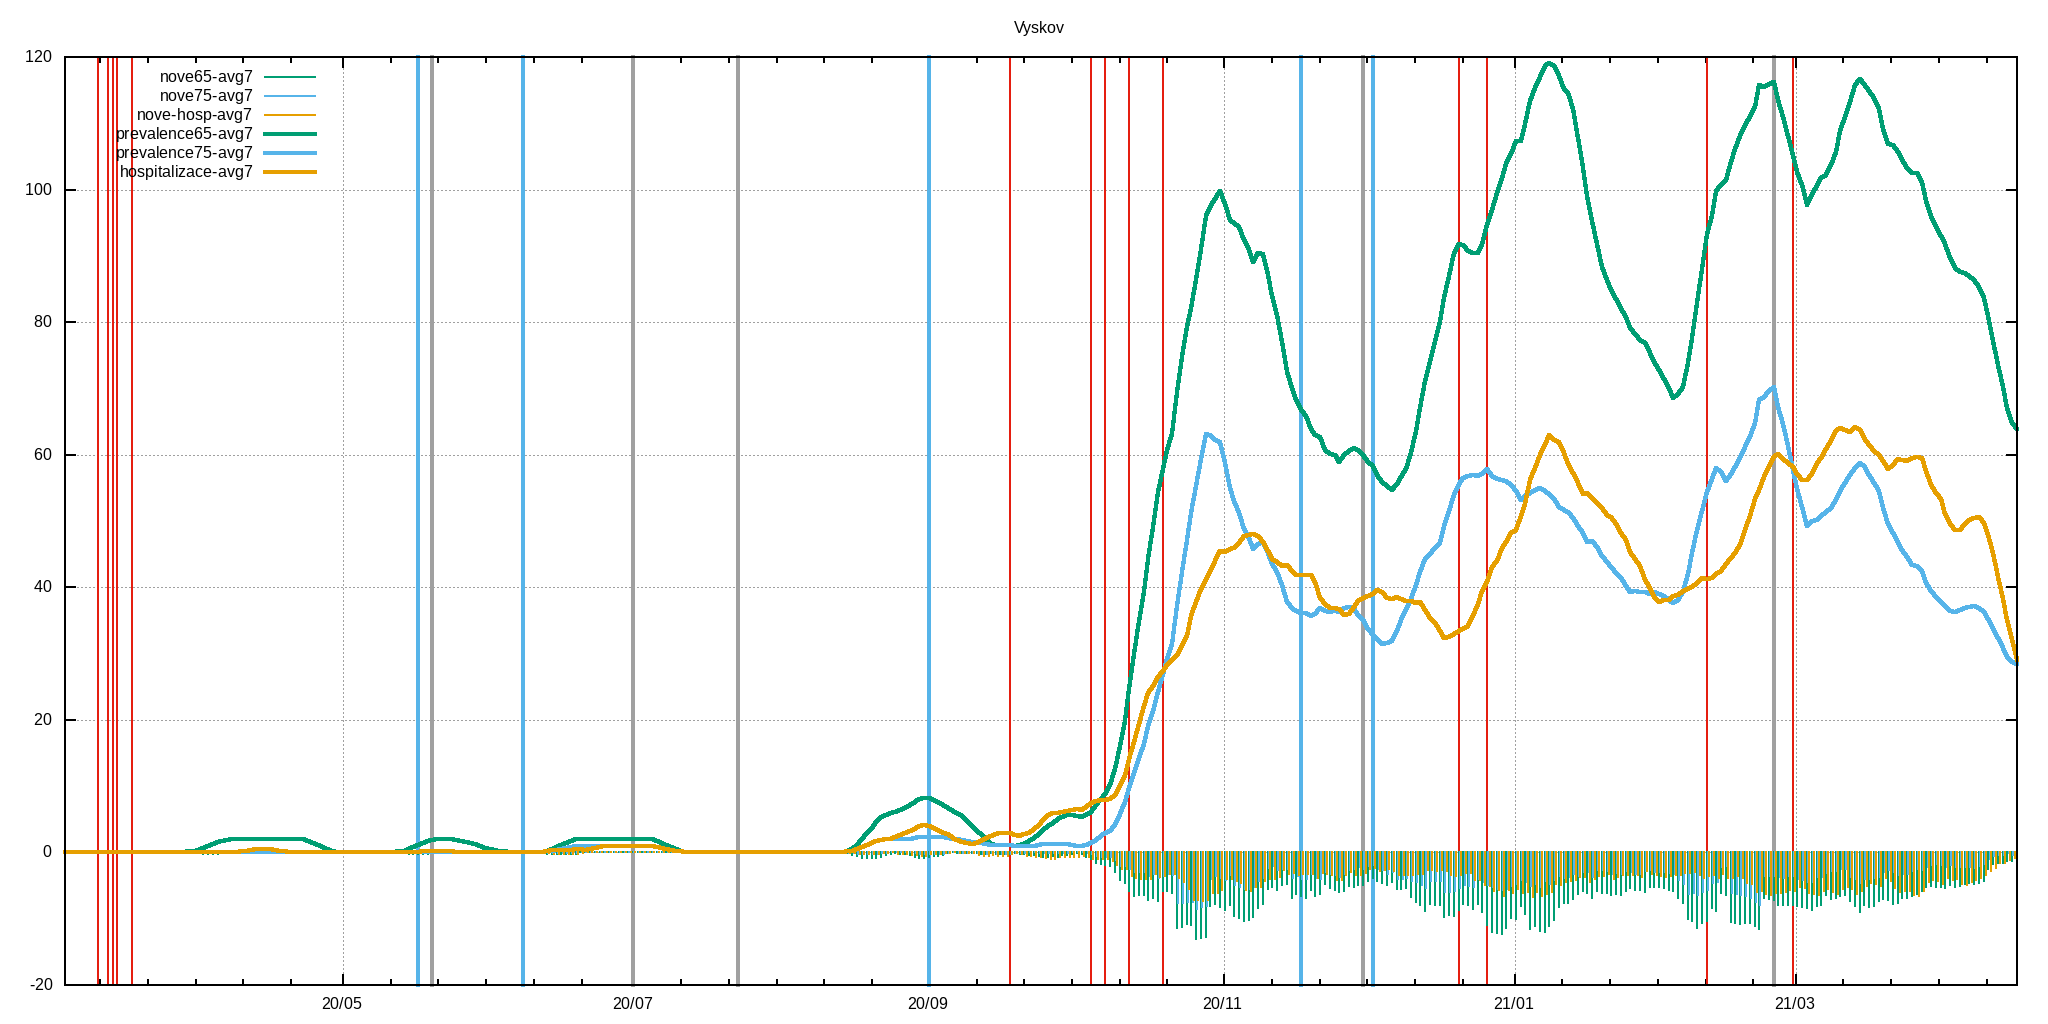 Vyskov
120
100
80
60
40
20
0
-20
nove65-avg7
nove75-avg7
nove-hosp-avg7
prevalence65-avg7
prevalence75-avg7
hospitalizace-avg7
20/05 20/07 20/09 20/11 21/01 21/03